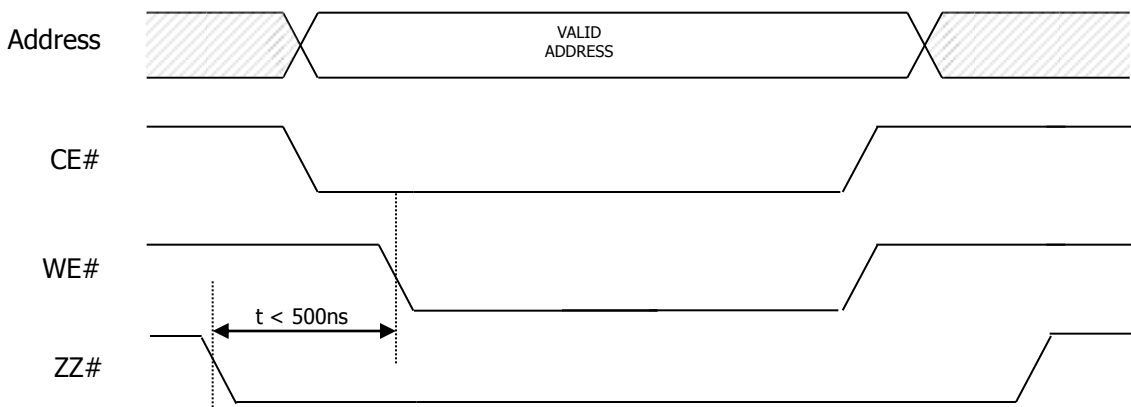 Address
VALID
ADDRESS
CE#
WE#
t < 500ns
ZZ#